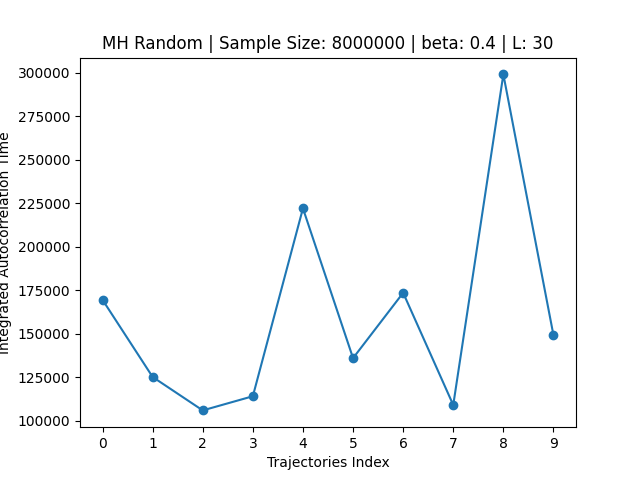 MH Random | Sample Size: 8000000 | beta: 0.4 | L: 30
300000
275000
250000
225000
200000
175000
150000
125000
100000
Integrated Autocorrelation Time
0 1 2 3 4 5 6 7 8 9
Trajectories Index